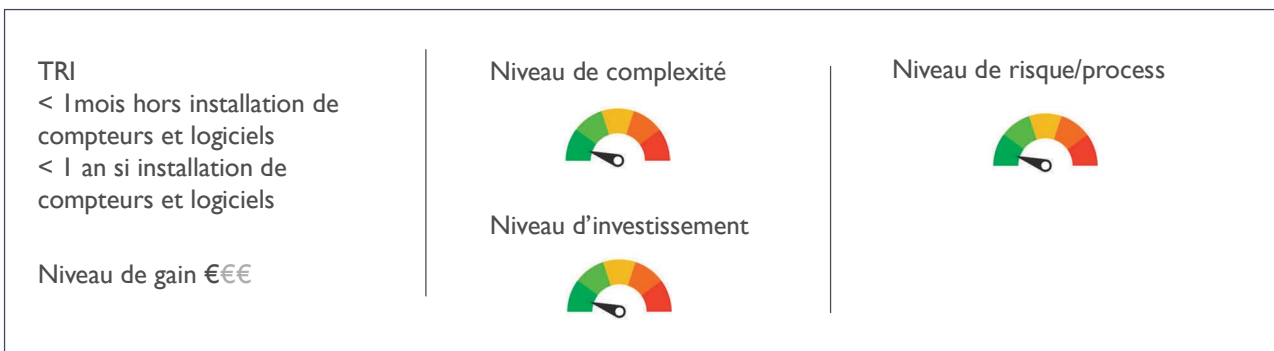 TRI
< 1mois hors installation de
compteurs et logiciels
< 1 an si installation de
compteurs et logiciels
Niveau de gain €€€
Niveau de complexité
Niveau d’investissement
Niveau de risque/process